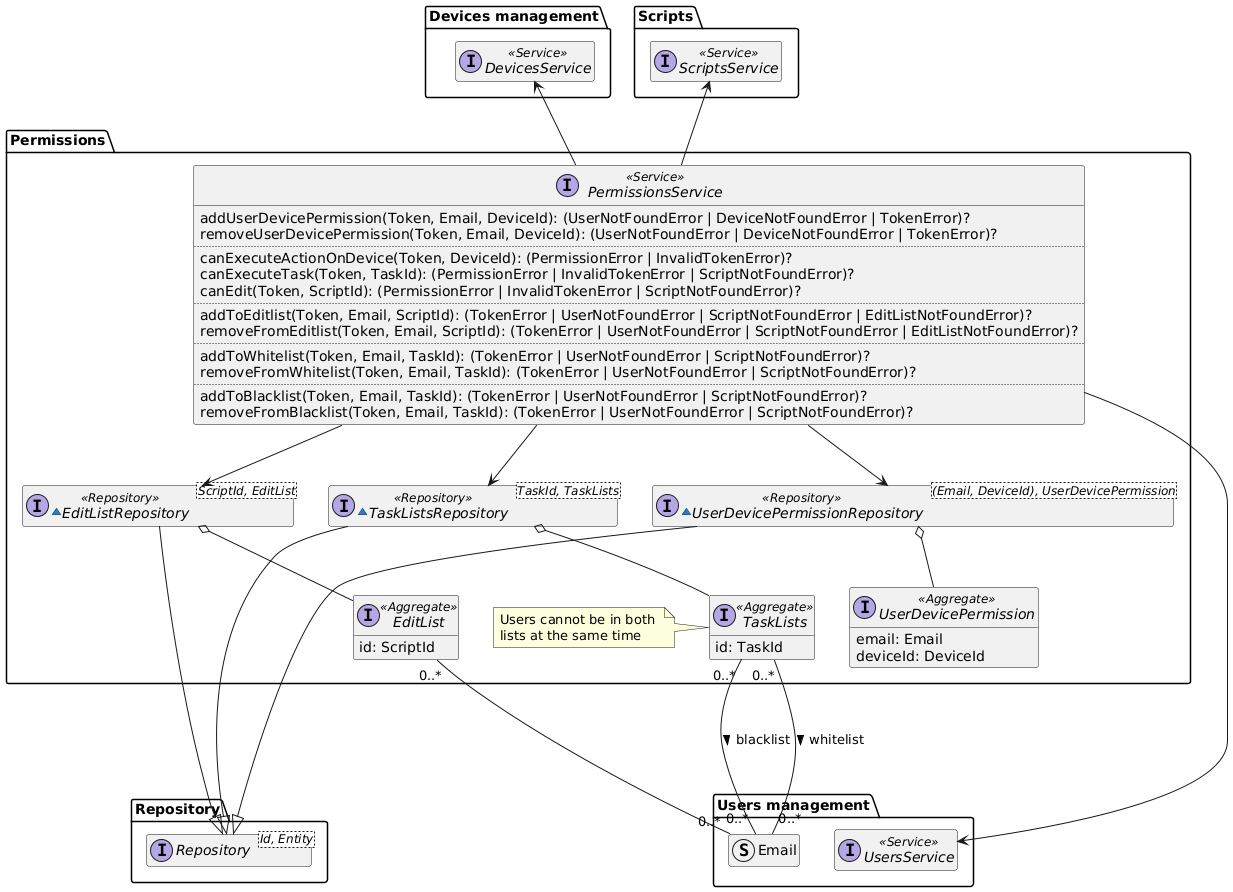 Devices management
Scripts
I «Service»
DevicesService
I «Service»
ScriptsService
Permissions
I «Service»
PermissionsService
addUserDevicePermission(Token, Email, DeviceId): (UserNotFoundError | DeviceNotFoundError | TokenError)?
removeUserDevicePermission(Token, Email, DeviceId): (UserNotFoundError | DeviceNotFoundError | TokenError)?
canExecuteActionOnDevice(Token, DeviceId): (PermissionError | InvalidTokenError)?
canExecuteTask(Token, TaskId): (PermissionError | InvalidTokenError | ScriptNotFoundError)?
canEdit(Token, ScriptId): (PermissionError | InvalidTokenError | ScriptNotFoundError)?
addToEditlist(Token, Email, ScriptId): (TokenError | UserNotFoundError | ScriptNotFoundError | EditListNotFoundError)?
removeFromEditlist(Token, Email, ScriptId): (TokenError | UserNotFoundError | ScriptNotFoundError | EditListNotFoundError)?
addToWhitelist(Token, Email, TaskId): (TokenError | UserNotFoundError | ScriptNotFoundError)?
removeFromWhitelist(Token, Email, TaskId): (TokenError | UserNotFoundError | ScriptNotFoundError)?
addToBlacklist(Token, Email, TaskId): (TokenError | UserNotFoundError | ScriptNotFoundError)?
removeFromBlacklist(Token, Email, TaskId): (TokenError | UserNotFoundError | ScriptNotFoundError)?
I «Repository»
EditListRepository
ScriptId, EditList
I «Repository»
TaskListsRepository
TaskId, TaskLists
I «Repository»
UserDevicePermissionRepository
(Email, DeviceId), UserDevicePermission
I «Aggregate»
EditList
id: ScriptId
Users cannot be in both
lists at the same time
I «Aggregate»
TaskLists
id: TaskId
I «Aggregate»
UserDevicePermission
email: Email
deviceId: DeviceId
0..*
0..*
0..*
blacklist
whitelist
Repository
I Repository
Id, Entity
Users management
0..*
0..*
0..*
S Email
I «Service»
UsersService